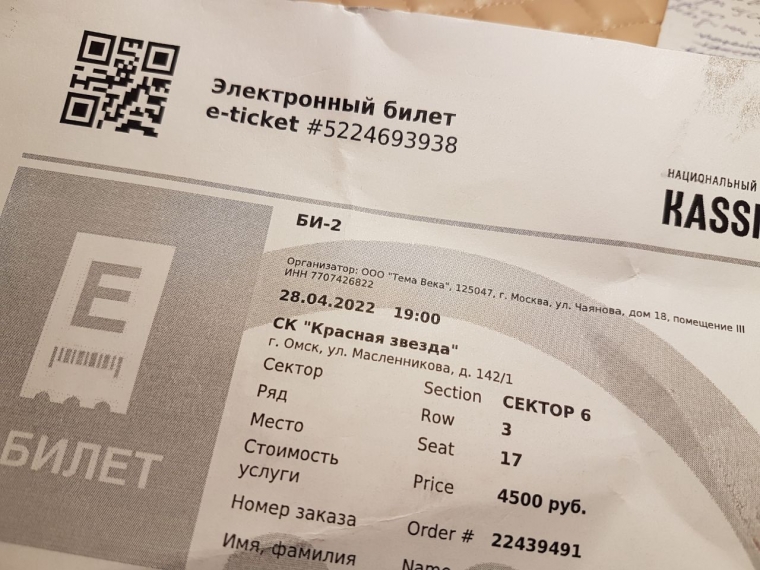 Электронный билет
e-ticket #5224693938
НАЦИОНАЛЬНЫЙ
KASSI
E
БИЛЕТ
БИ-2
Организатор: ООО "Тема Века", 125047, г. Москва, ул. Чаянова, дом 18, помещение III
ИНН 7707426822
28.04.2022 19:00
СК "Красная звезда"
г. Омск, ул. Масленникова, д. 142/1
Сектор Section СЕКТОР 6
Ряд Row 3
Место Seat 17
Стоимость услуги Price 4500 руб.
Номер заказа Order # 22439491
Имя, фамилия Name